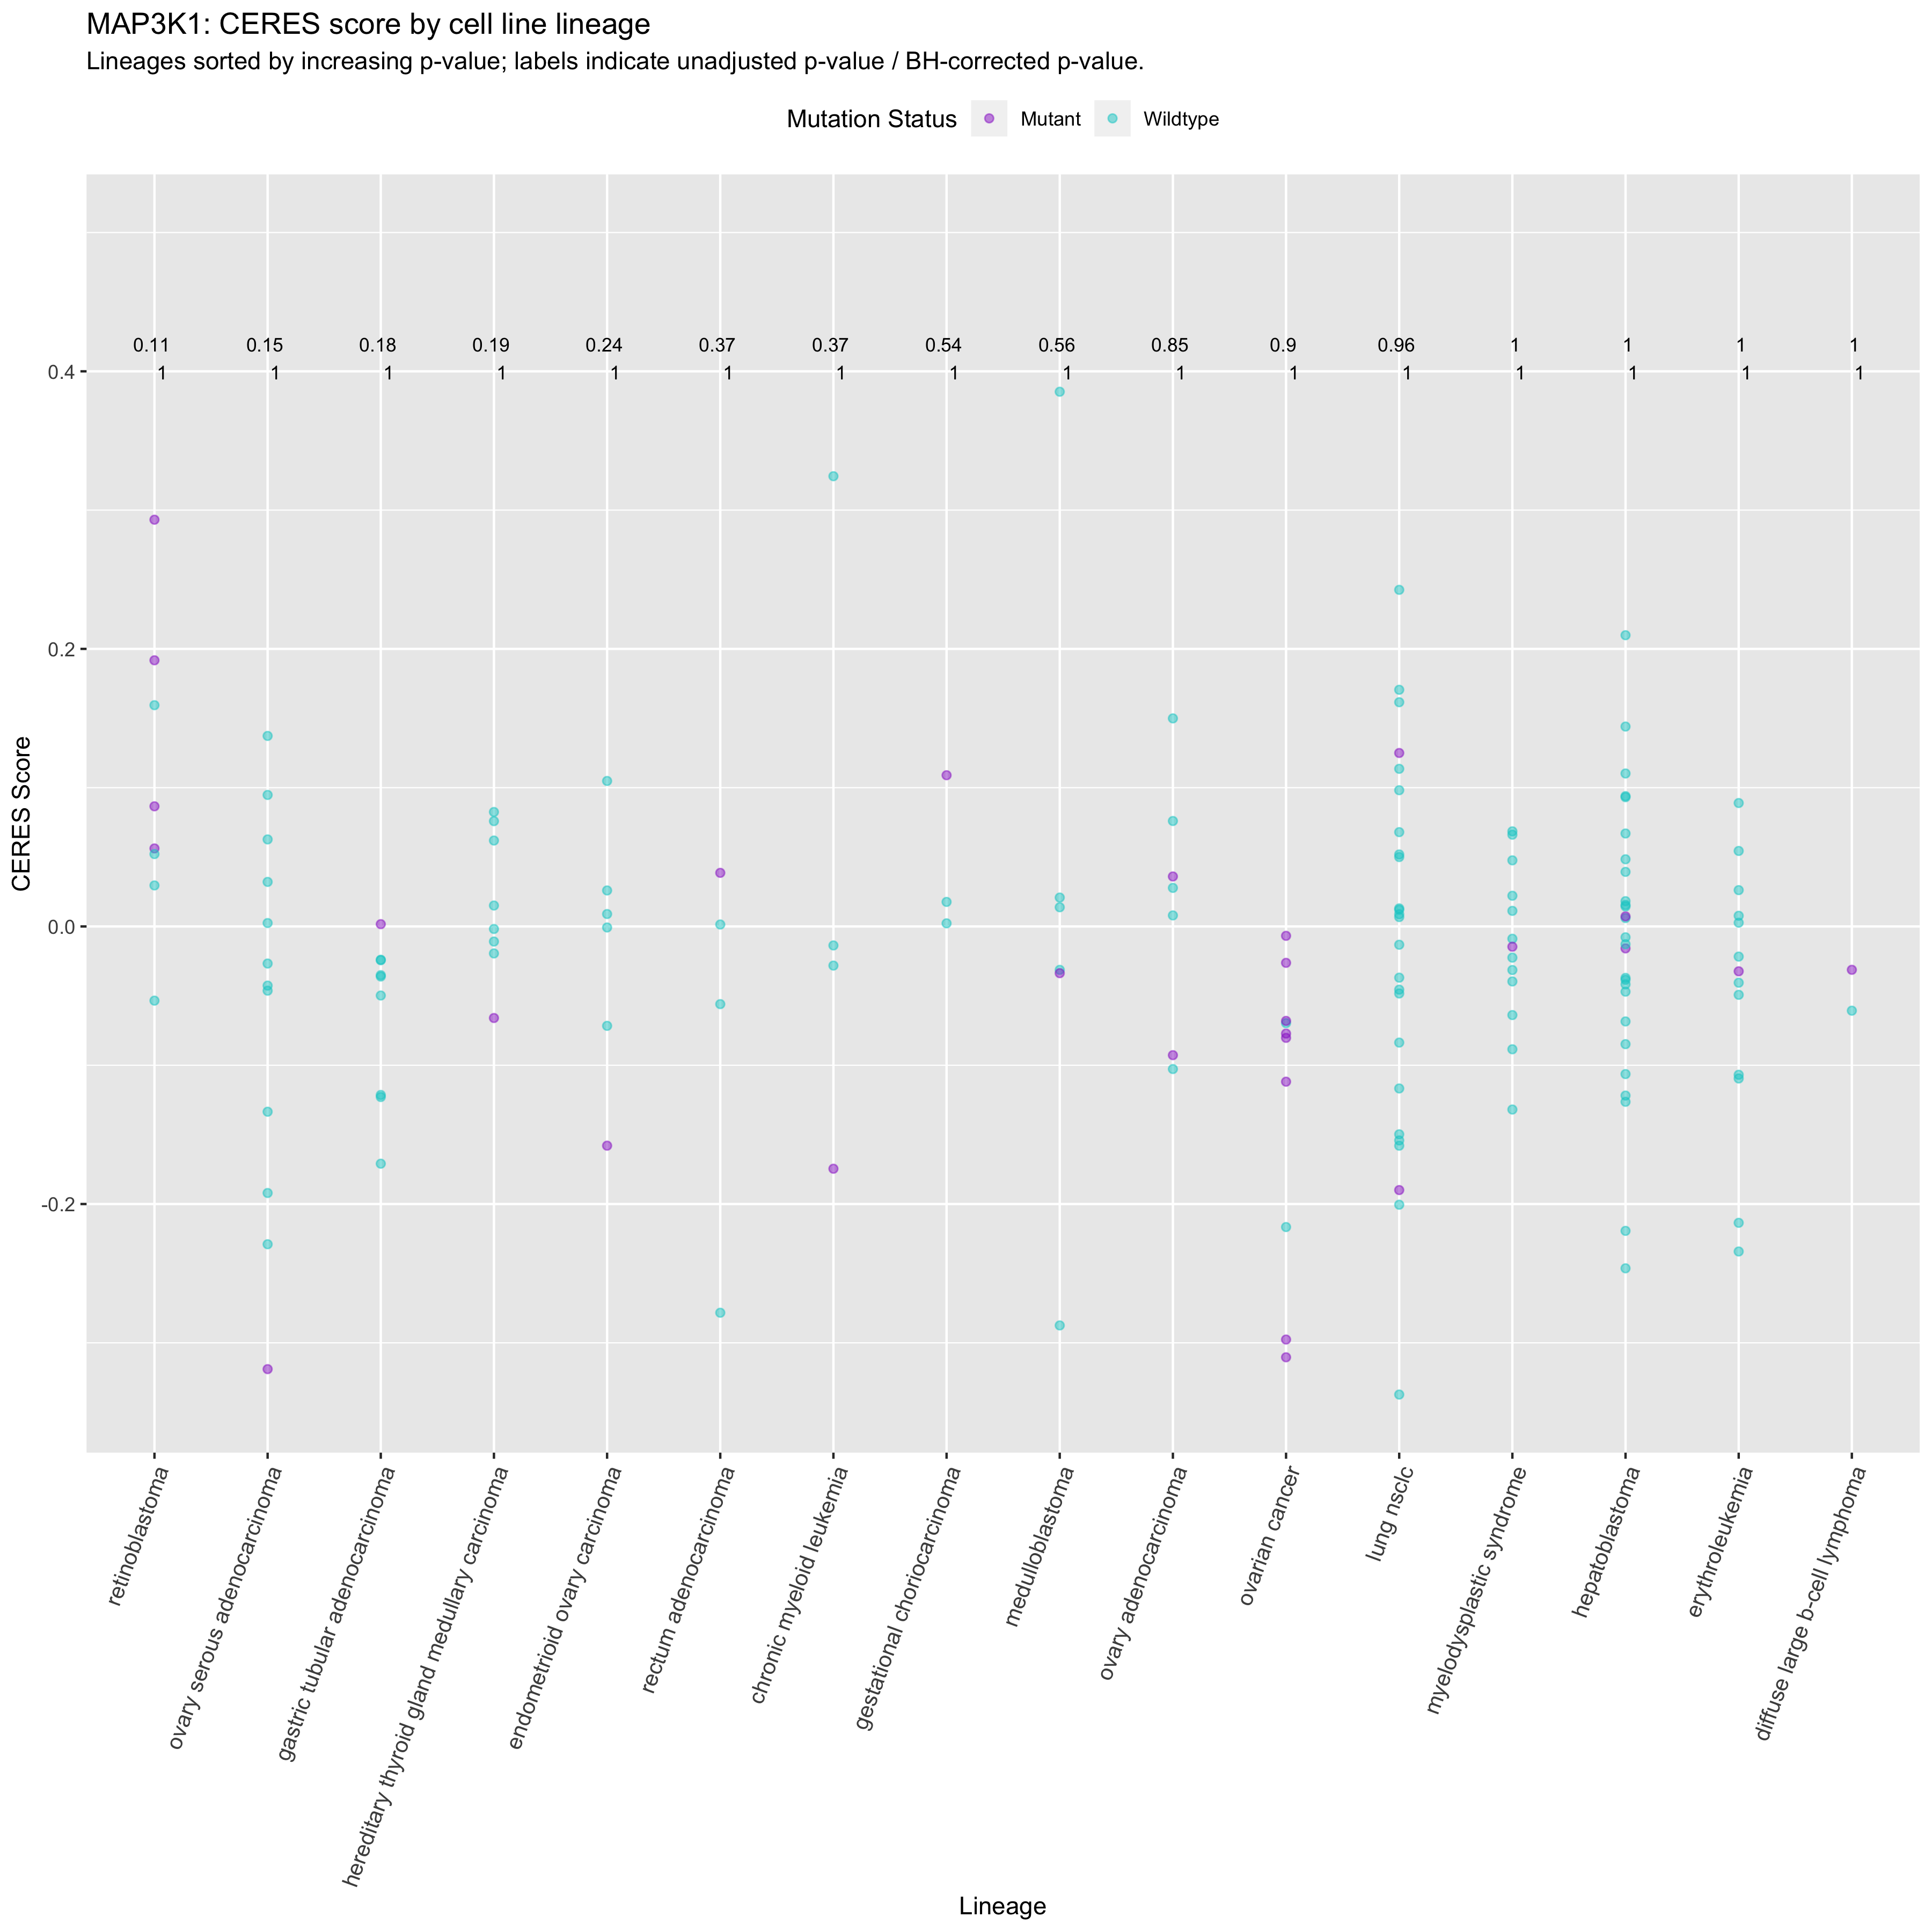 MAP3K1: CERES score by cell line lineage
Lineages sorted by increasing p-value; labels indicate unadjusted p-value / BH-corrected p-value.
Mutation Status Mutant Wildtype
0.11 0.15 0.18 0.19 0.24 0.37 0.37 0.54 0.56 0.85 0.9 0.96 1 1 1 1
1 1 1 1 1 1 1 1 1 1 1 1 1 1 1 1
0.4
0.2
0.0
-0.2
CERES Score
retinoblastoma
ovary serous adenocarcinoma
gastric tubular adenocarcinoma
hereditary thyroid gland medullary carcinoma
endometrioid ovary carcinoma
rectum adenocarcinoma
chronic myeloid leukemia
gestational choriocarcinoma
medulloblastoma
ovary adenocarcinoma
ovarian cancer
lung nsclc
myelodysplastic syndrome
hepatoblastoma
erythroleukemia
diffuse large b-cell lymphoma
Lineage